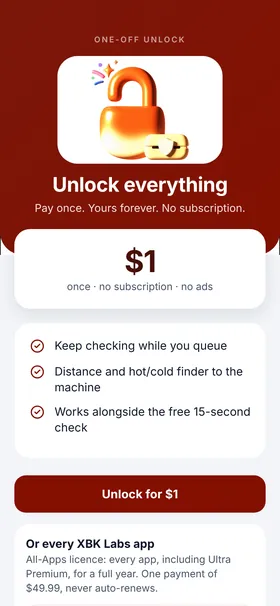 ONE-OFF UNLOCK
Unlock everything
Pay once. Yours forever. No subscription.
$1
once · no subscription · no ads
Keep checking while you queue
Distance and hot/cold finder to the
machine
Works alongside the free 15-second
check
Unlock for $1
Or every XBK Labs app
All-Apps licence: every app, including Ultra
Premium, for a full year. One payment of
$49.99, never auto-renews.